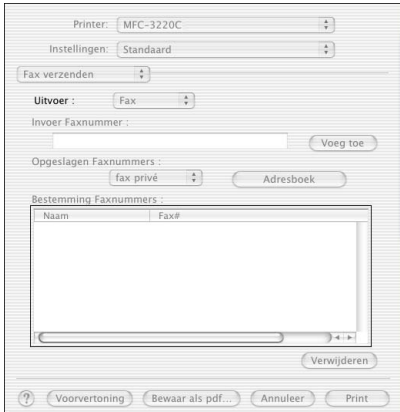 Printer: MFC-3220C
Instellingen: Standaard
Fax verzenden
Uitvoer : Fax
Invoer Faxnummer :
Voeg toe
Opgeslagen Faxnummers :
fax privé Adresboek
Bestemming Faxnummers :
Naam Fax#
Verwijderen
? Voorvertoning Bewaar als pdf... Annuleer Print